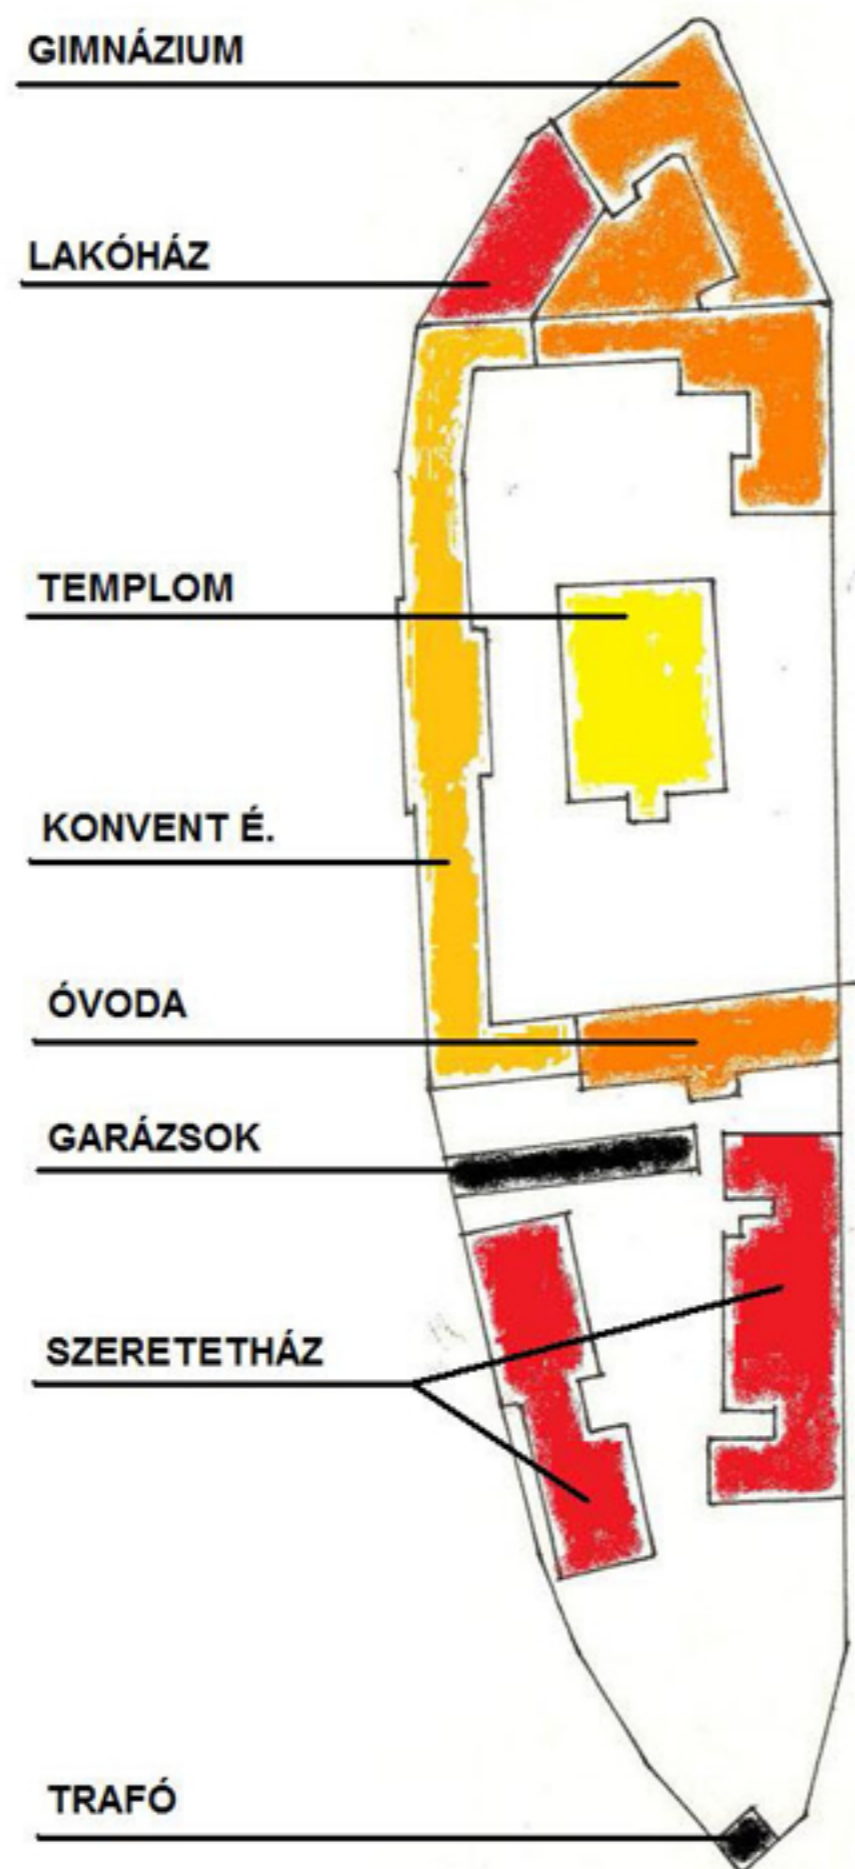 GIMNÁZIUM
LAKÓHÁZ
TEMPLOM
KONVENT É.
ÓVODA
GARÁZSOK
SZERETETHÁZ
TRAFÓ